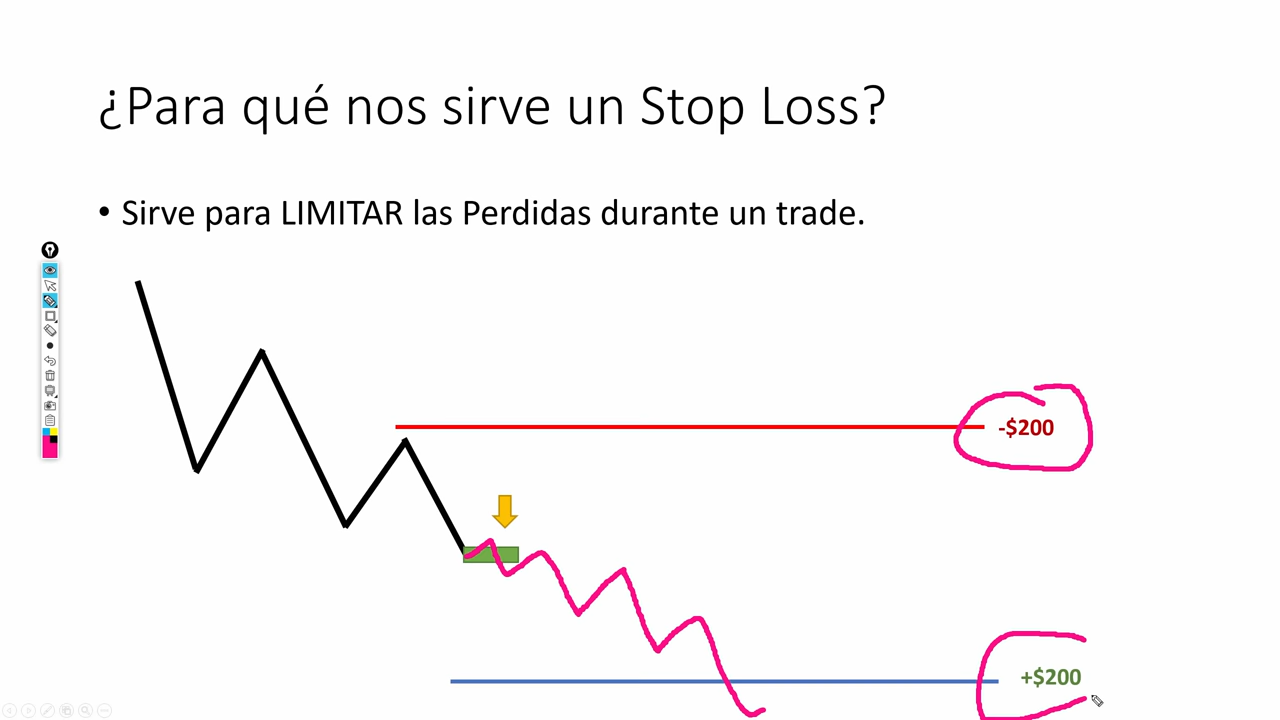 ¿Para qué nos sirve un Stop Loss?
• Sirve para LIMITAR las Perdidas durante un trade.
-$200
+$200